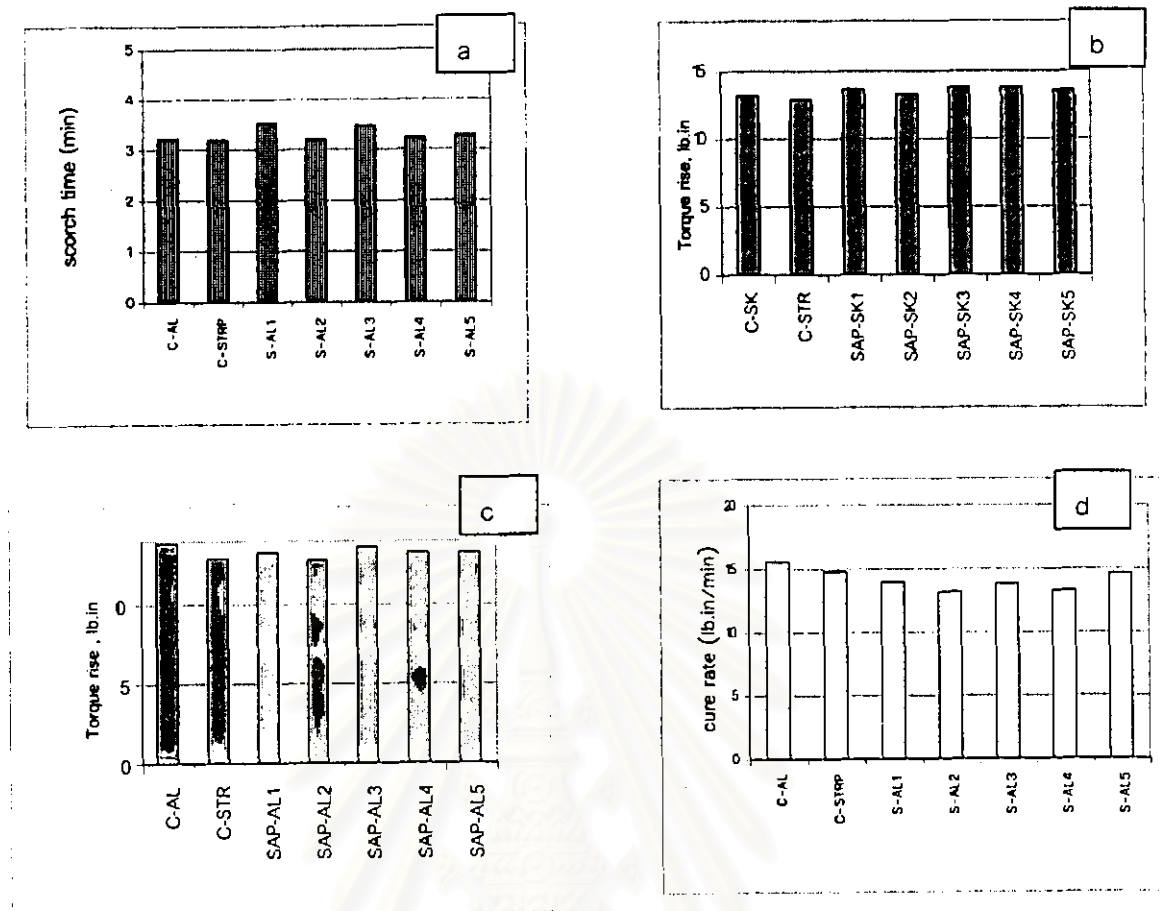 a
5
4
3
2
1
0
scorch time (min)
C-AL
C-STRP
S-AL1
S-AL2
S-AL3
S-AL4
S-AL5
b
15
10
5
0
Torque rise, lb.in
C-SK
C-STR
SAP-SK1
SAP-SK2
SAP-SK3
SAP-SK4
SAP-SK5
c
0
5
0
Torque rise , lb.in
C-AL
C-STR
SAP-AL1
SAP-AL2
SAP-AL3
SAP-AL4
SAP-AL5
d
20
15
10
5
0
cure rate (lb.in/min)
C-AL
C-STRP
S-AL1
S-AL2
S-AL3
S-AL4
S-AL5